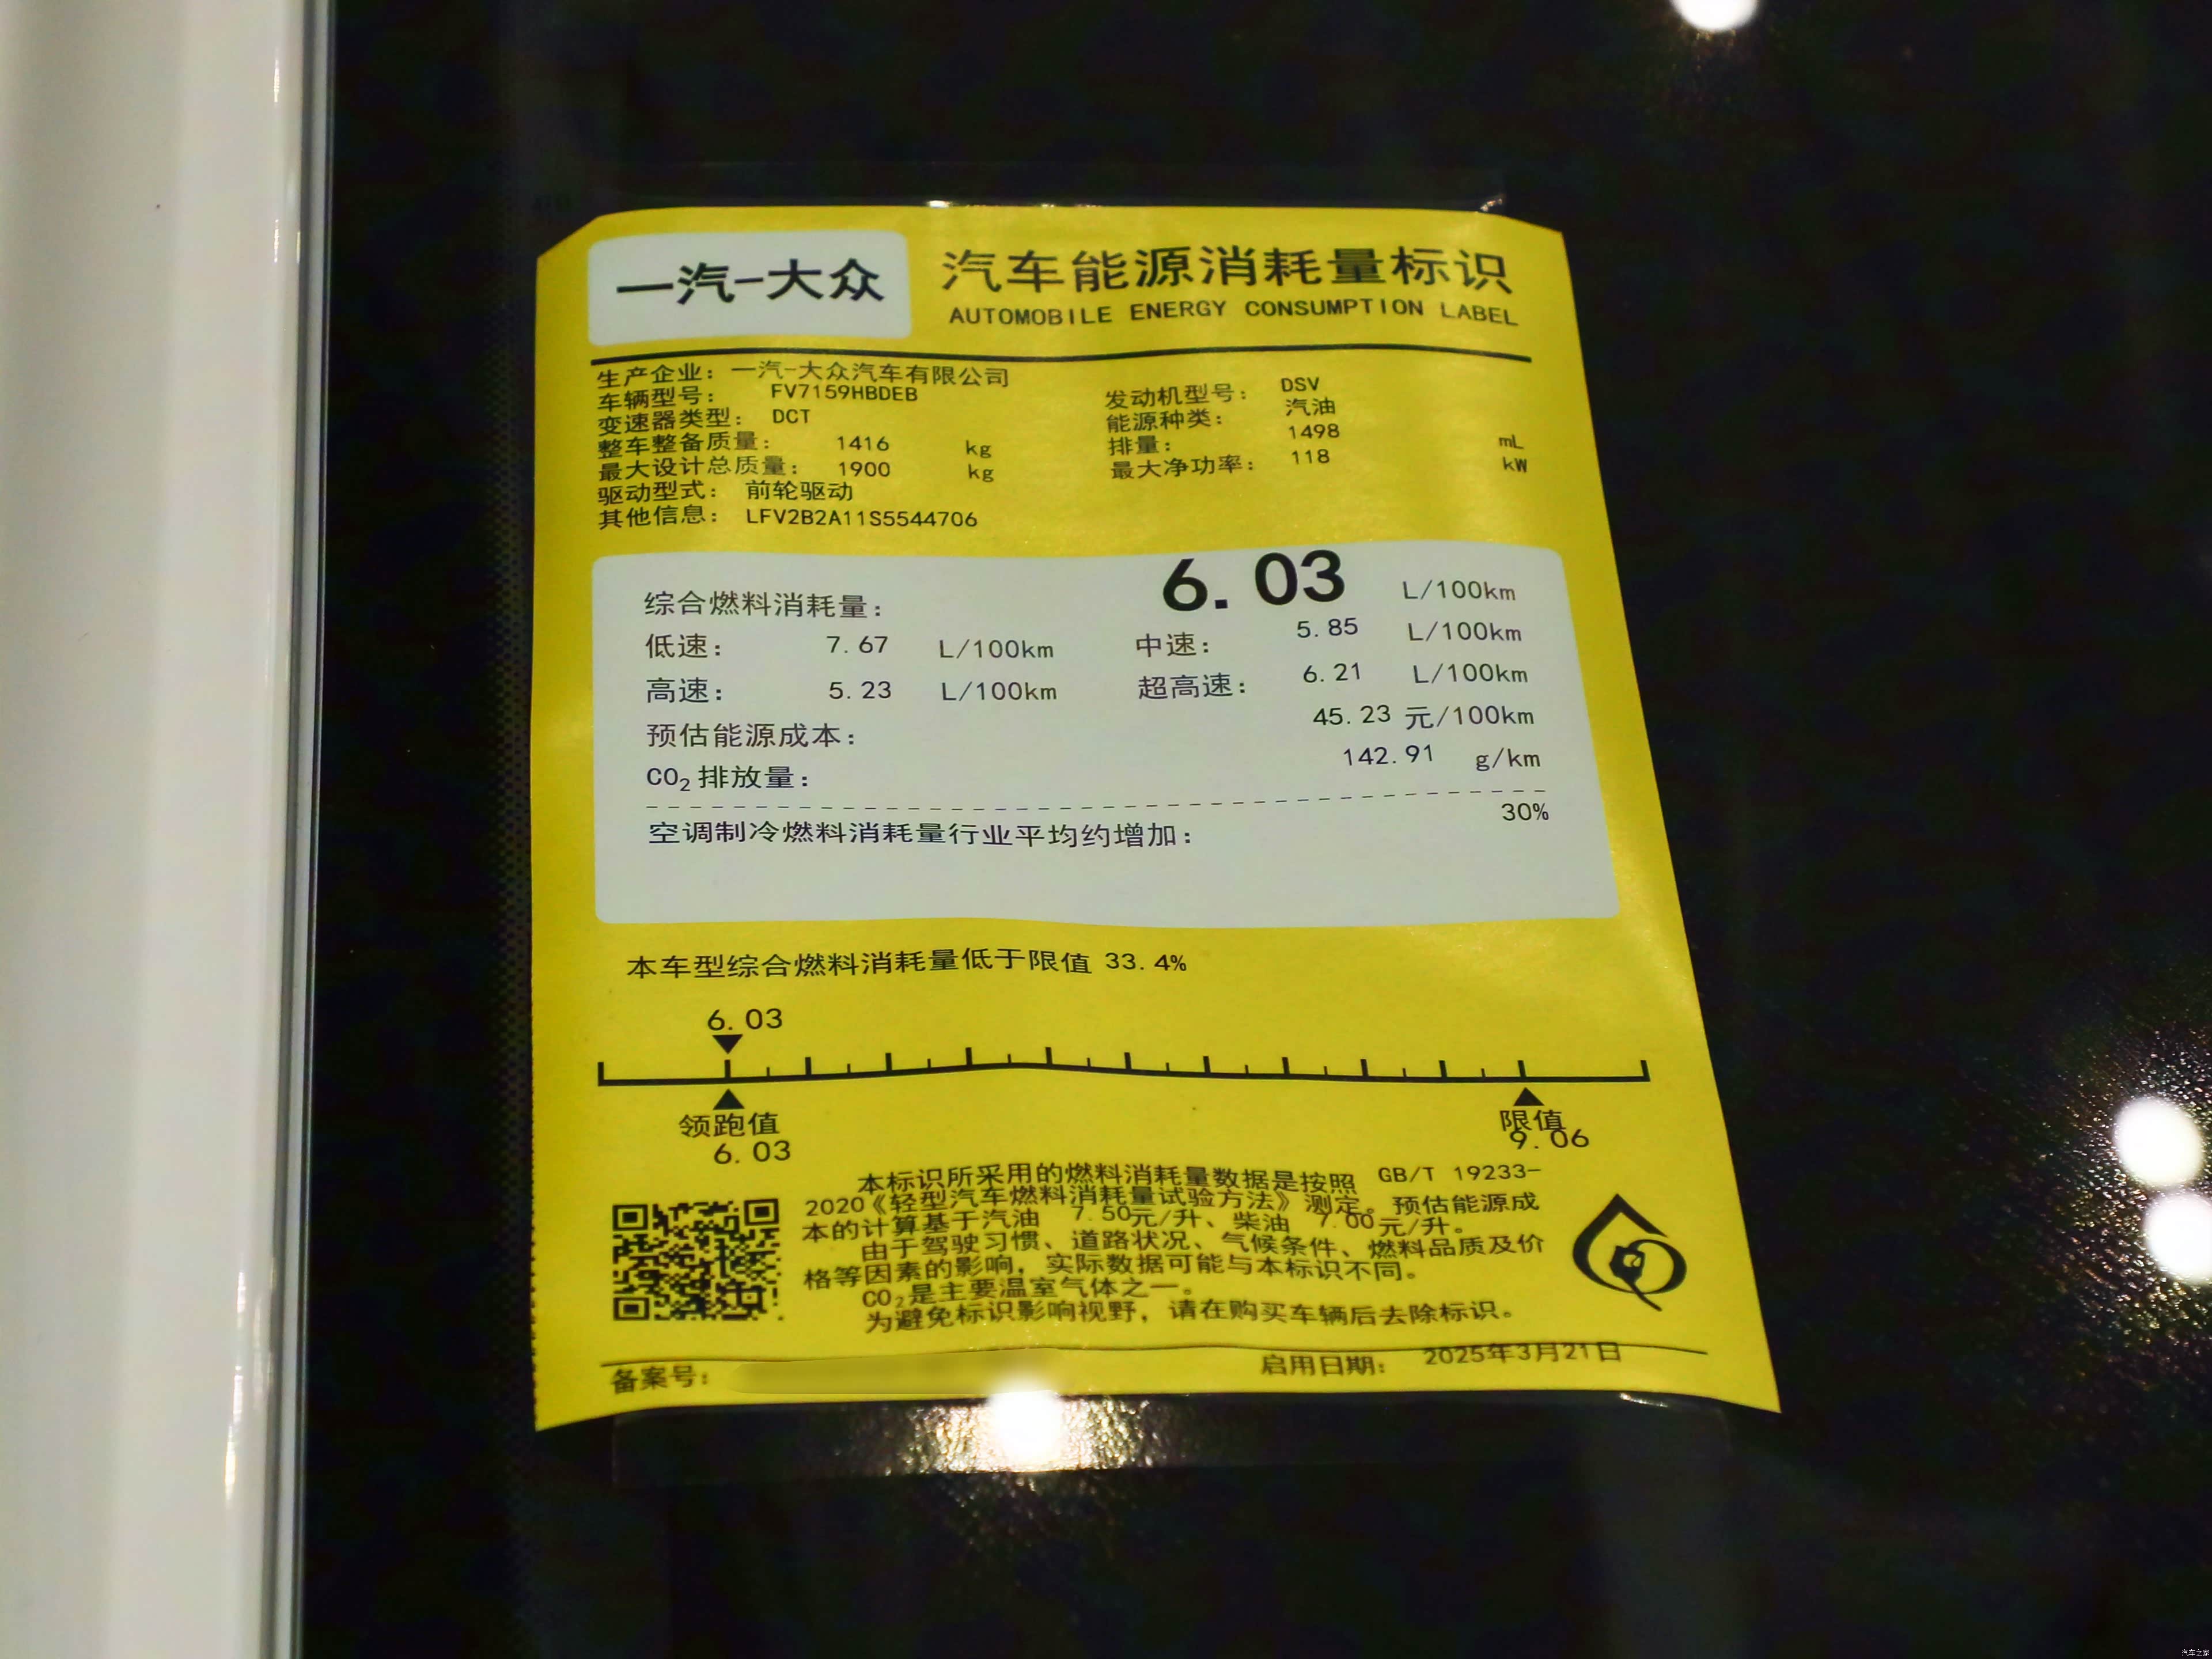 一汽-大众
汽车能源消耗量标识
AUTOMOBILE ENERGY CONSUMPTION LABEL
生产企业: 一汽-大众汽车有限公司
车辆型号: FV7159HBDEB
发动机型号: DSV
变速器类型: DCT
能源种类: 汽油
整车整备质量: 1416 kg
排量: 1498 mL
最大设计总质量: 1900 kg
最大净功率: 118 kW
驱动型式: 前轮驱动
其他信息: LFV2B2A11S5544706
综合燃料消耗量: 6.03 L/100km
低速: 7.67 L/100km 中速: 5.85 L/100km
高速: 5.23 L/100km 超高速: 6.21 L/100km
预估能源成本: 45.23 元/100km
CO₂排放量: 142.91 g/km
空调制冷燃料消耗量行业平均约增加: 30%
本车型综合燃料消耗量低于限值 33.4%
6.03
领跑值
6.03
限值
9.06
本标识所采用的燃料消耗量数据是按照 GB/T 19233-
2020《轻型汽车燃料消耗量试验方法》测定。预估能源成
本的计算基于汽油 7.50元/升、柴油 7.00元/升。
由于驾驶习惯、道路状况、气候条件、燃料品质及价
格等因素的影响，实际数据可能与本标识不同。
CO₂是主要温室气体之一。
为避免标识影响视野，请在购买车辆后去除标识。
备案号:
启用日期: 2025年3月21日
汽车之家